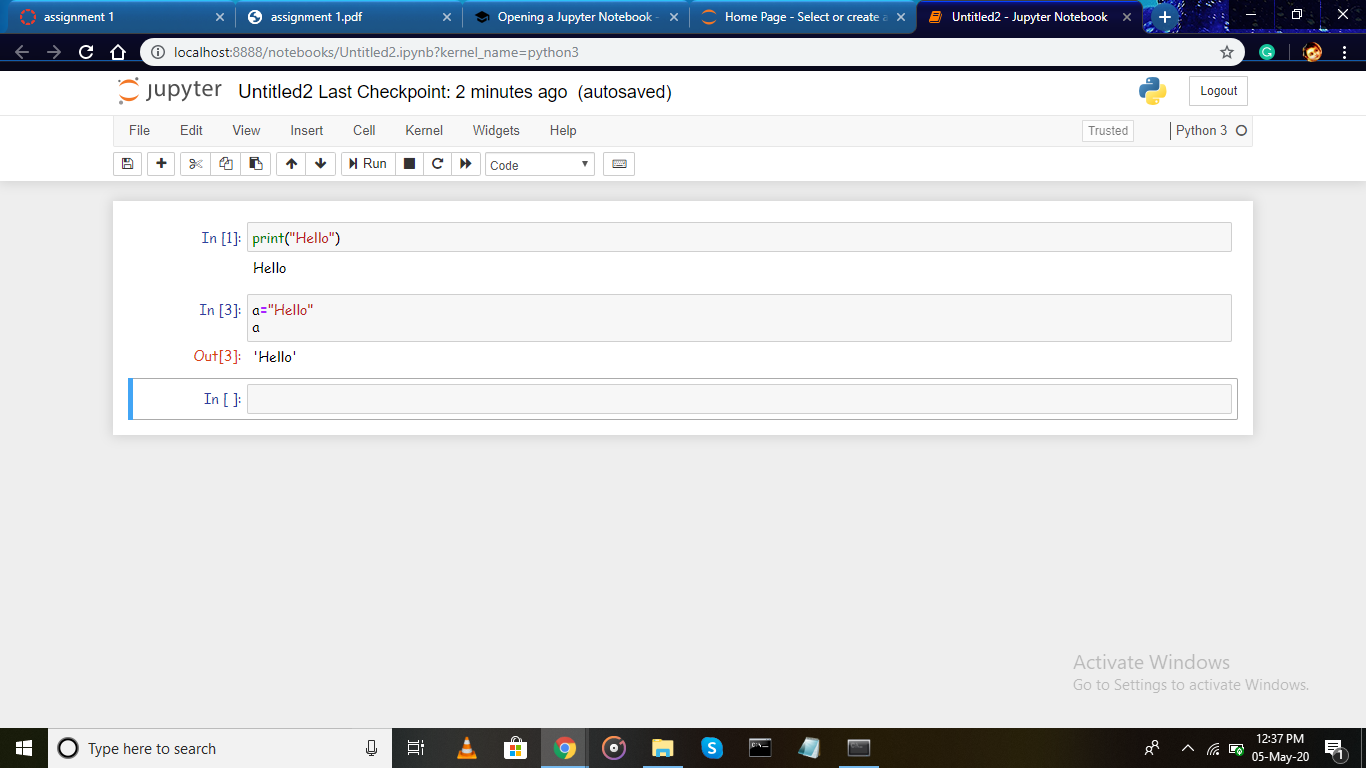 assignment 1
assignment 1.pdf
Opening a Jupyter Notebook -
Home Page - Select or create a
Untitled2 - Jupyter Notebook
localhost:8888/notebooks/Untitled2.ipynb?kernel_name=python3
jupyter Untitled2 Last Checkpoint: 2 minutes ago (autosaved)
Logout
File Edit View Insert Cell Kernel Widgets Help
Trusted
Python 3
Run
Code
In [1]: print("Hello")
Hello
In [3]: a="Hello"
a
Out[3]: 'Hello'
In [ ]:
Activate Windows
Go to Settings to activate Windows.
Type here to search
S
C:\..
12:37 PM
05-May-20
1